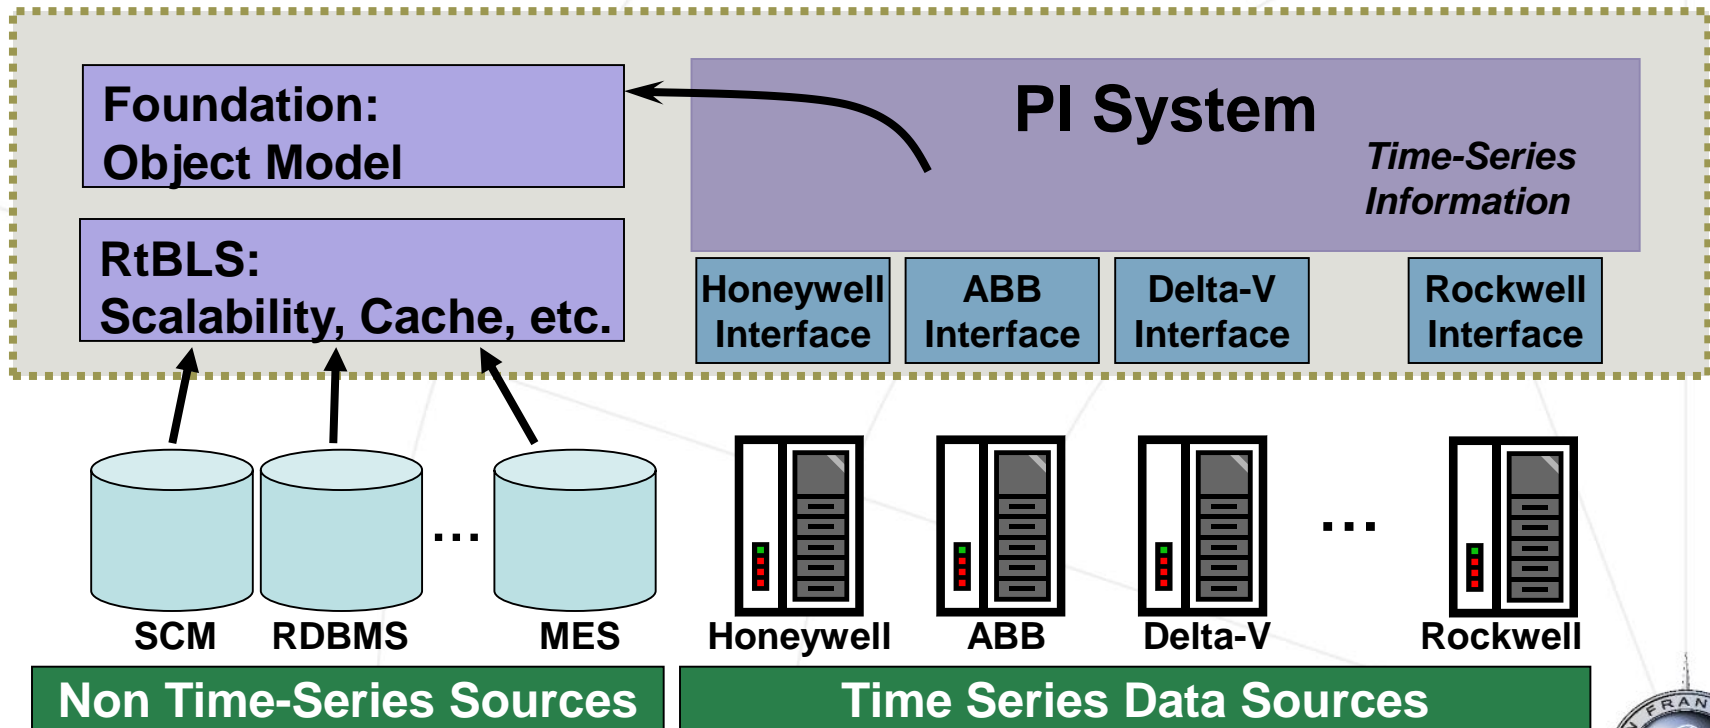 Foundation:
Object Model
PI System
Time-Series
Information
RtBLS:
Scalability, Cache, etc.
Honeywell
Interface
ABB
Interface
Delta-V
Interface
Rockwell
Interface
...
...
SCM
RDBMS
MES
Honeywell
ABB
Delta-V
Rockwell
Non Time-Series Sources
Time Series Data Sources